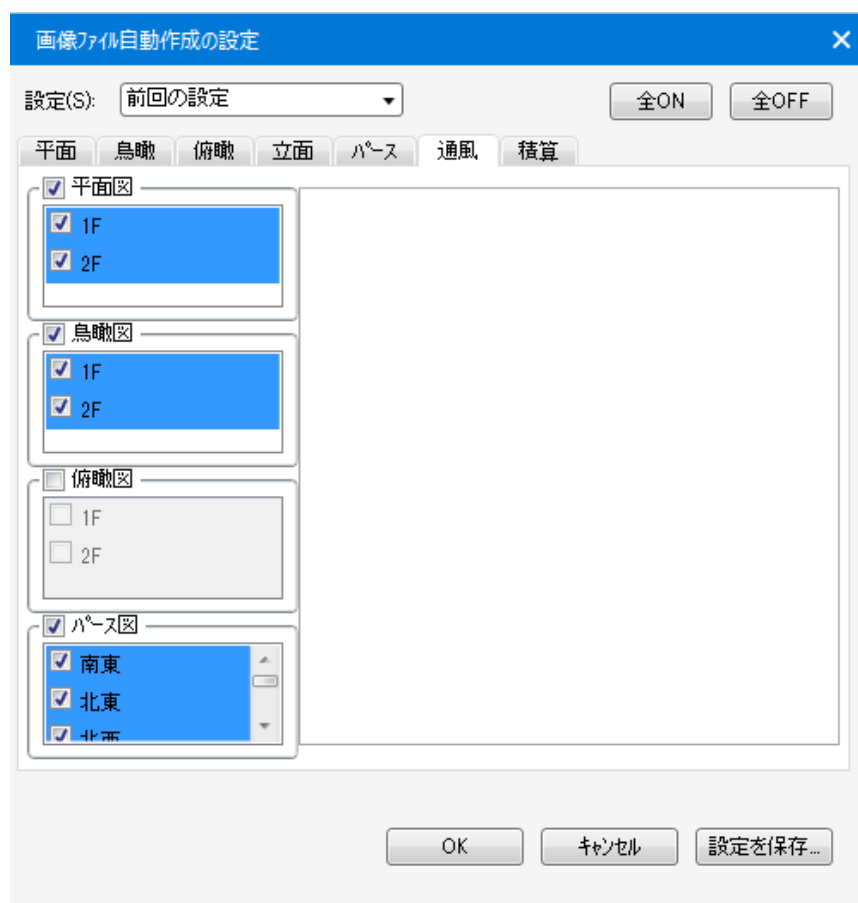 画像ﾌｧｲﾙ自動作成の設定
設定(S): 前回の設定 全ON 全OFF
平面 鳥瞰 俯瞰 立面 ﾊﾟｰｽ 通風 積算
平面図
1F
2F
鳥瞰図
1F
2F
俯瞰図
1F
2F
ﾊﾟｰｽ図
南東
北東
北西
OK ｷｬﾝｾﾙ 設定を保存...